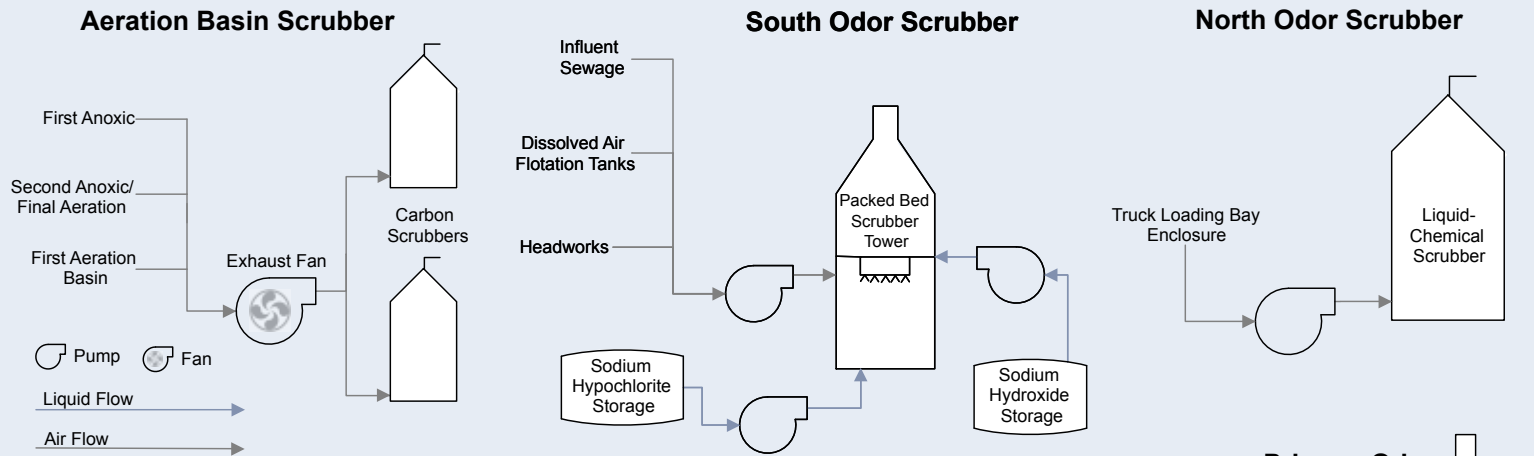 Aeration Basin Scrubber
First Anoxic
Second Anoxic/
Final Aeration
First Aeration
Basin
Exhaust Fan
Carbon
Scrubbers
Pump
Fan
Liquid Flow
Air Flow
South Odor Scrubber
Influent
Sewage
Dissolved Air
Flotation Tanks
Headworks
Packed Bed
Scrubber
Tower
Sodium
Hypochlorite
Storage
Sodium
Hydroxide
Storage
North Odor Scrubber
Truck Loading Bay
Enclosure
Liquid-
Chemical
Scrubber